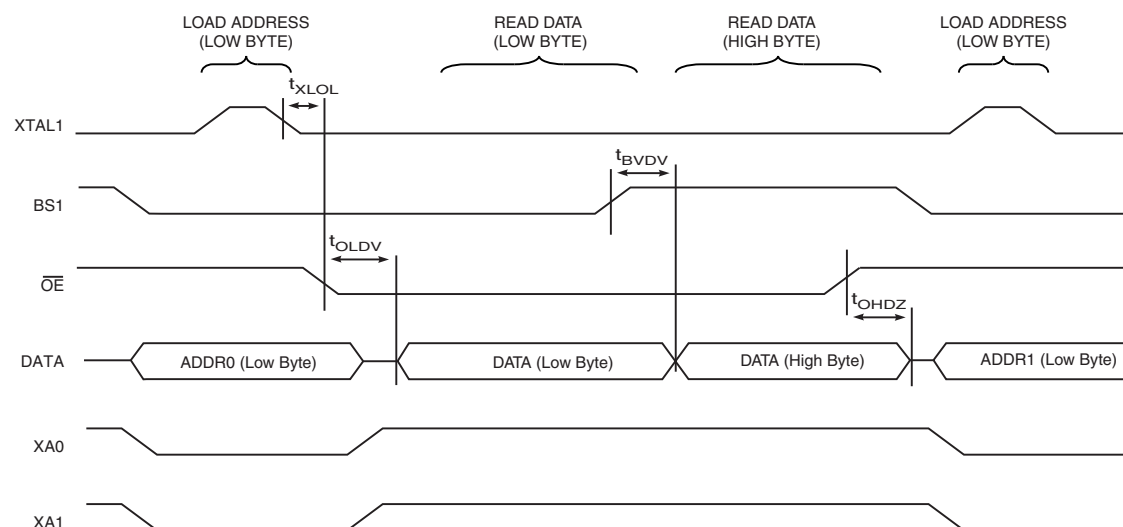 LOAD ADDRESS
(LOW BYTE)
READ DATA
(LOW BYTE)
READ DATA
(HIGH BYTE)
LOAD ADDRESS
(LOW BYTE)
tXLOL
XTAL1
tBVDV
BS1
tOLDV
OE
tOHDZ
DATA
ADDR0 (Low Byte)
DATA (Low Byte)
DATA (High Byte)
ADDR1 (Low Byte)
XA0
XA1